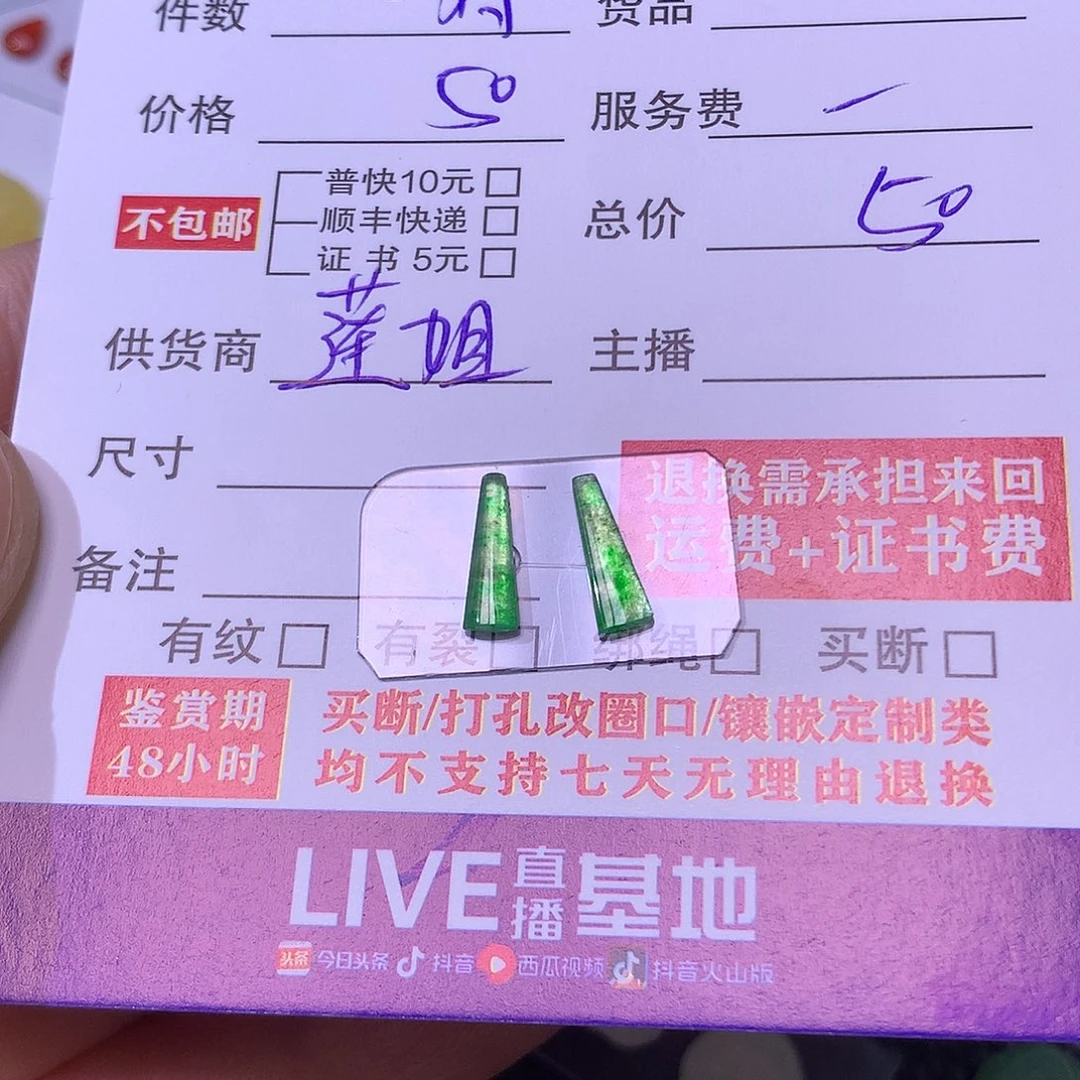 件数 货品
价格 50 服务费 一
普快10元
不包邮 顺丰快递 总价 50
证书 5元
供货商 莲姐 主播
尺寸
退换需承担来回
运费+证书费
备注
有纹 有裂 绑绳 买断
鉴赏期 买断/打孔改圈口/镶嵌定制类
48小时 均不支持七天无理由退换
LIVE 直播 基地
头条 今日头条 抖音 西瓜视频 抖音火山版